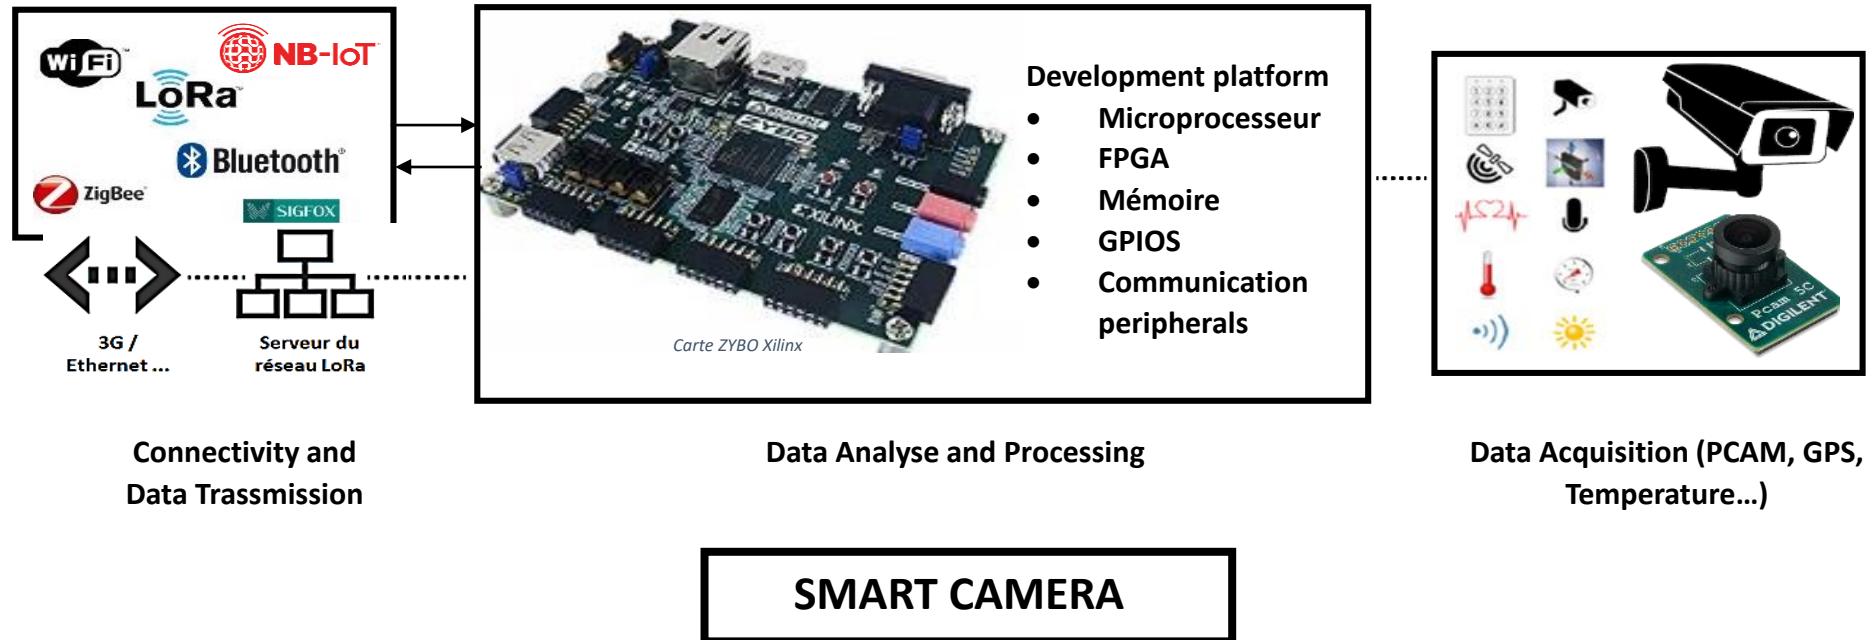 WiFi
NB-IoT
LoRa
Bluetooth
ZigBee
SIGFOX
3G /
Ethernet ...
Serveur du
réseau LoRa
ZYBO
XILINX
Carte ZYBO Xilinx
Development platform
• Microprocesseur
• FPGA
• Mémoire
• GPIOS
• Communication
peripherals
Pcam 5C
DIGILENT
Connectivity and
Data Trassmission
Data Analyse and Processing
Data Acquisition (PCAM, GPS,
Temperature...)
SMART CAMERA